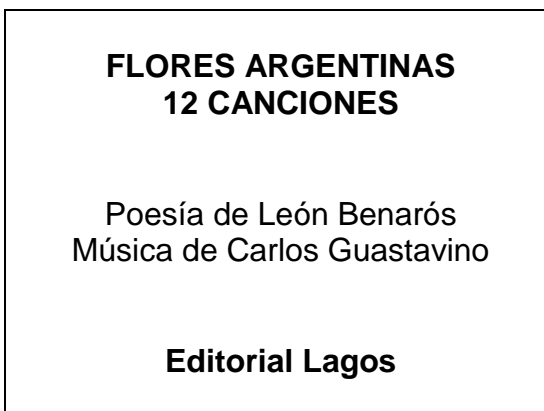 FLORES ARGENTINAS
12 CANCIONES
Poesía de León Benarós
Música de Carlos Guastavino
Editorial Lagos